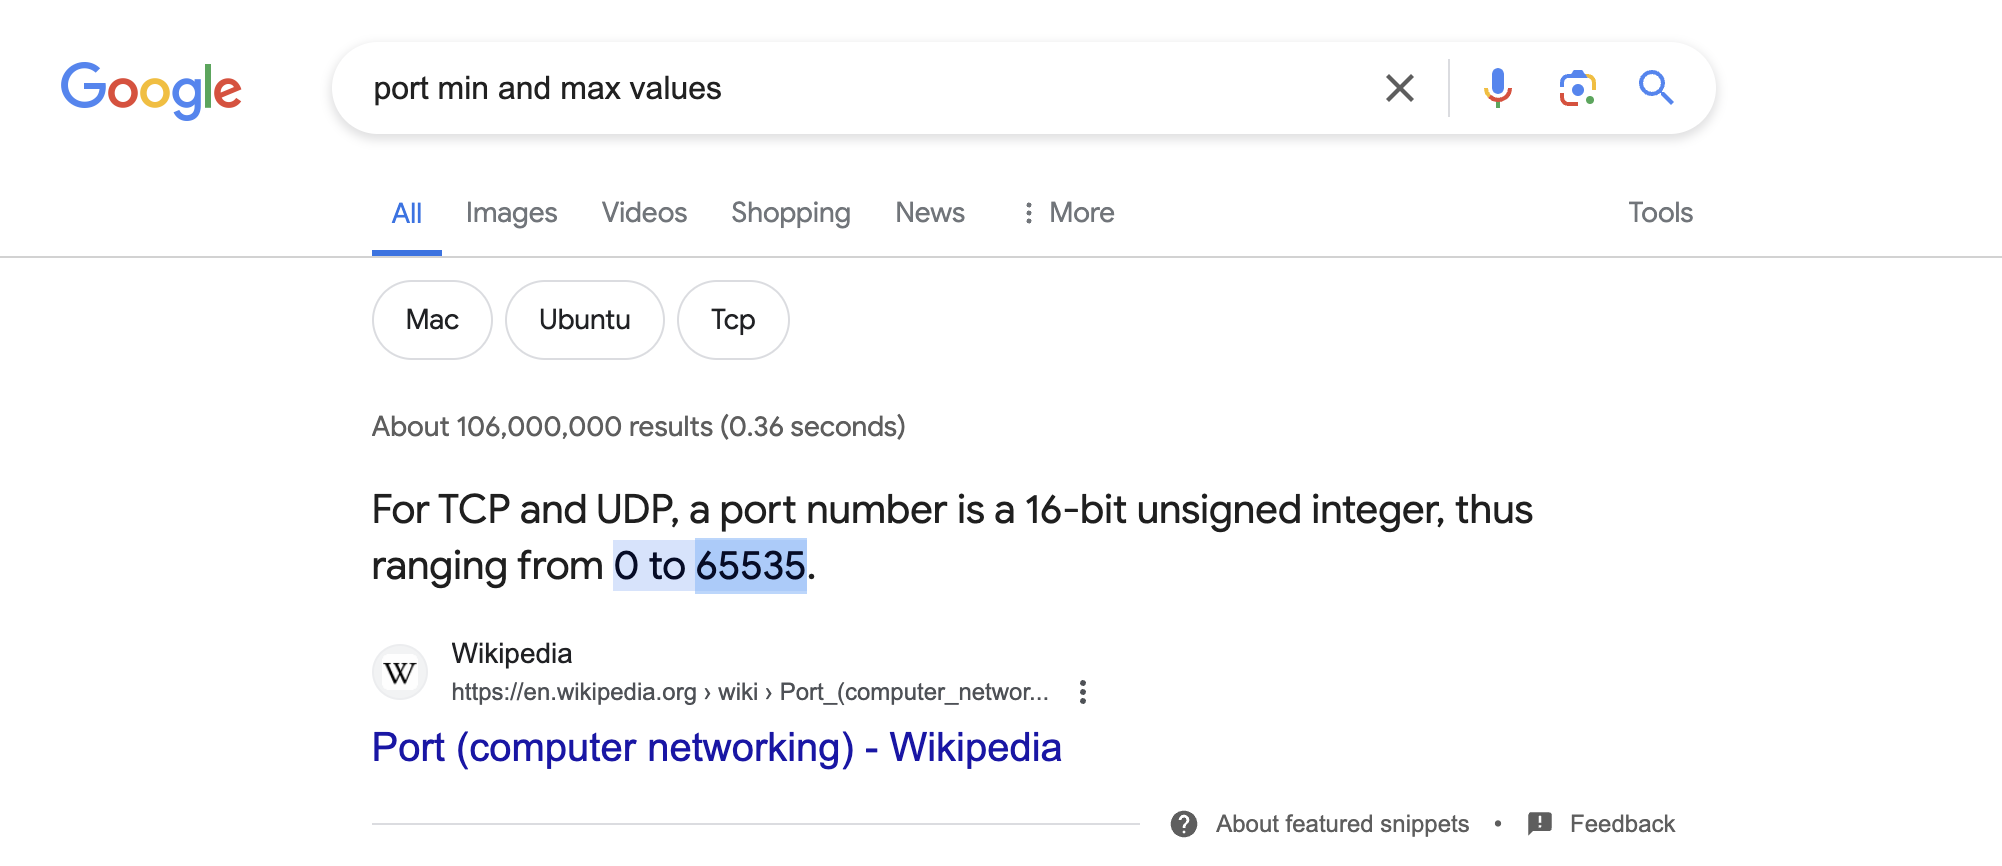 Google
port min and max values
All Images Videos Shopping News More Tools
Mac Ubuntu Tcp
About 106,000,000 results (0.36 seconds)
For TCP and UDP, a port number is a 16-bit unsigned integer, thus
ranging from 0 to 65535.
W
Wikipedia
https://en.wikipedia.org › wiki › Port_(computer_networ...
Port (computer networking) - Wikipedia
About featured snippets • Feedback